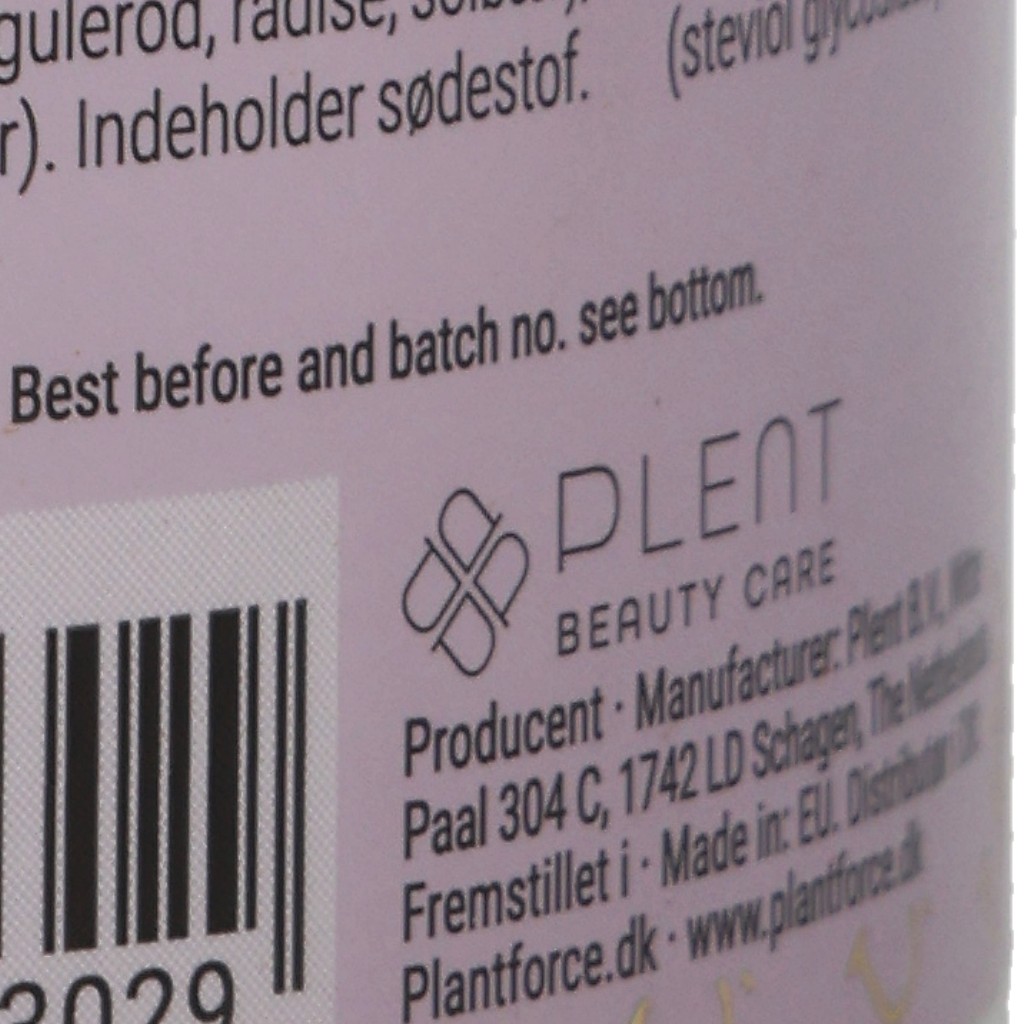 gulerod, radise, solbær,
r). Indeholder sødestof.
(steviol
Best before and batch no. see bottom.
PLENT
BEAUTY CARE
Producent · Manufacturer: Plent B.V.,
Paal 304 C, 1742 LD Schagen, The Netherlands
Fremstillet i · Made in: EU. Distributør
Plantforce.dk · www.plantforce.dk
3029